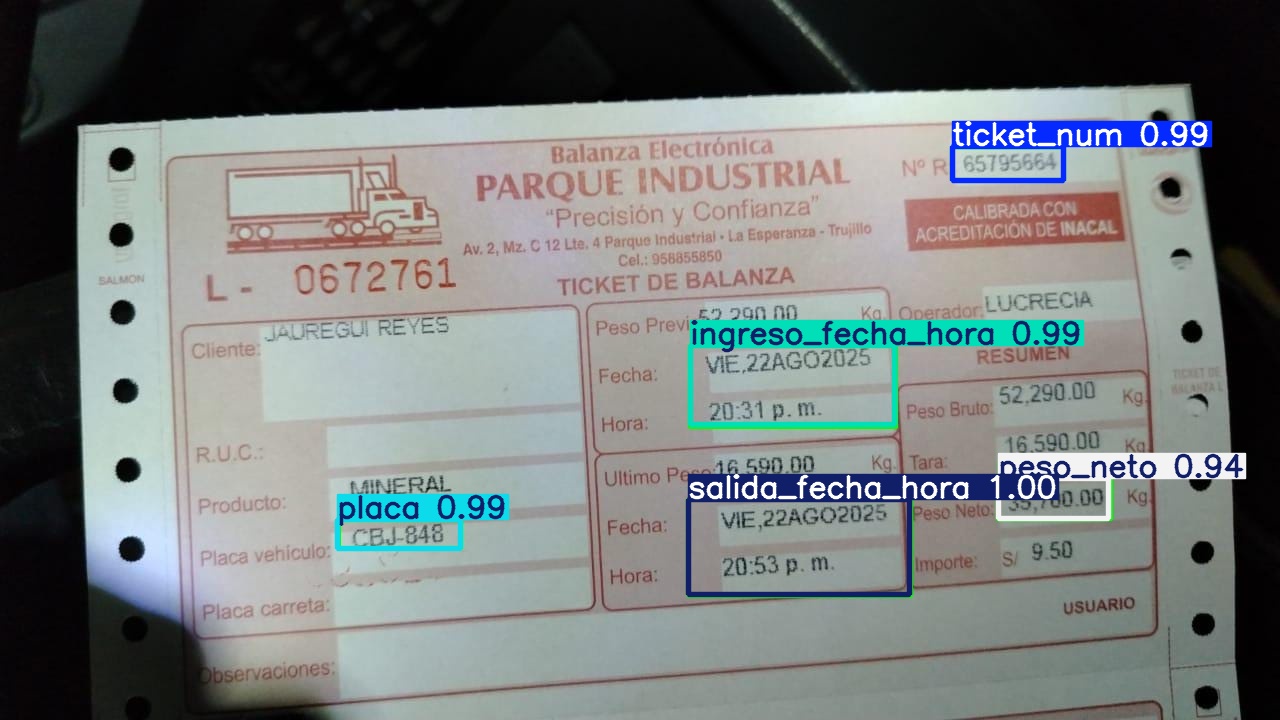 ticket_num 0.99
Balanza Electrónica
PARQUE INDUSTRIAL
"Precisión y Confianza"
Av. 2, Mz. C 12 Lte. 4 Parque Industrial - La Esperanza - Trujillo
Cel.: 958855850
Nº R 65795664
CALIBRADA CON
ACREDITACIÓN DE INACAL
SALMON
L - 0672761
TICKET DE BALANZA
Cliente: JAUREGUI REYES
R.U.C.:
Producto: MINERAL
placa 0.99
Placa vehículo: CBJ-848
Placa carreta:
Observaciones:
Peso Previ 52,290.00 Kg.
ingreso_fecha_hora 0.99
Fecha: VIE,22AGO2025
Hora: 20:31 p. m.
Ultimo Peso: 16,590.00 Kg.
salida_fecha_hora 1.00
Fecha: VIE,22AGO2025
Hora: 20:53 p. m.
Operador: LUCRECIA
RESUMEN
Peso Bruto: 52,290.00 Kg.
Tara: 16,590.00 Kg
peso_neto 0.94
Peso Neto: Kg.
Importe: S/ 9.50
USUARIO
TICKET DE
BALANZA L